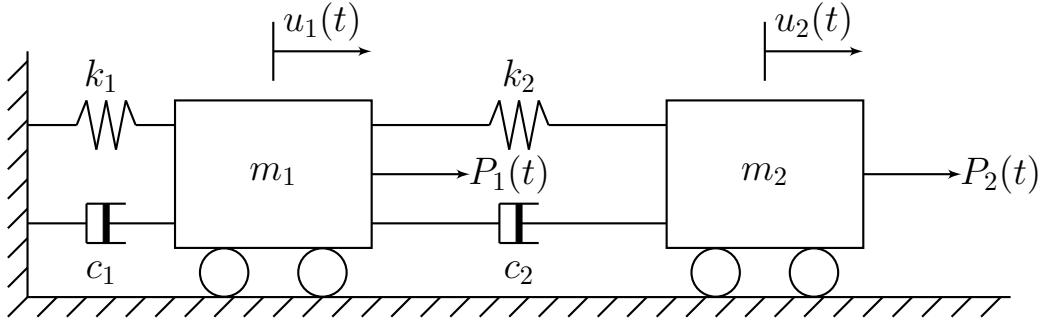 u₁(t)
u₂(t)
k₁
k₂
m₁
P₁(t)
m₂
P₂(t)
c₁
c₂